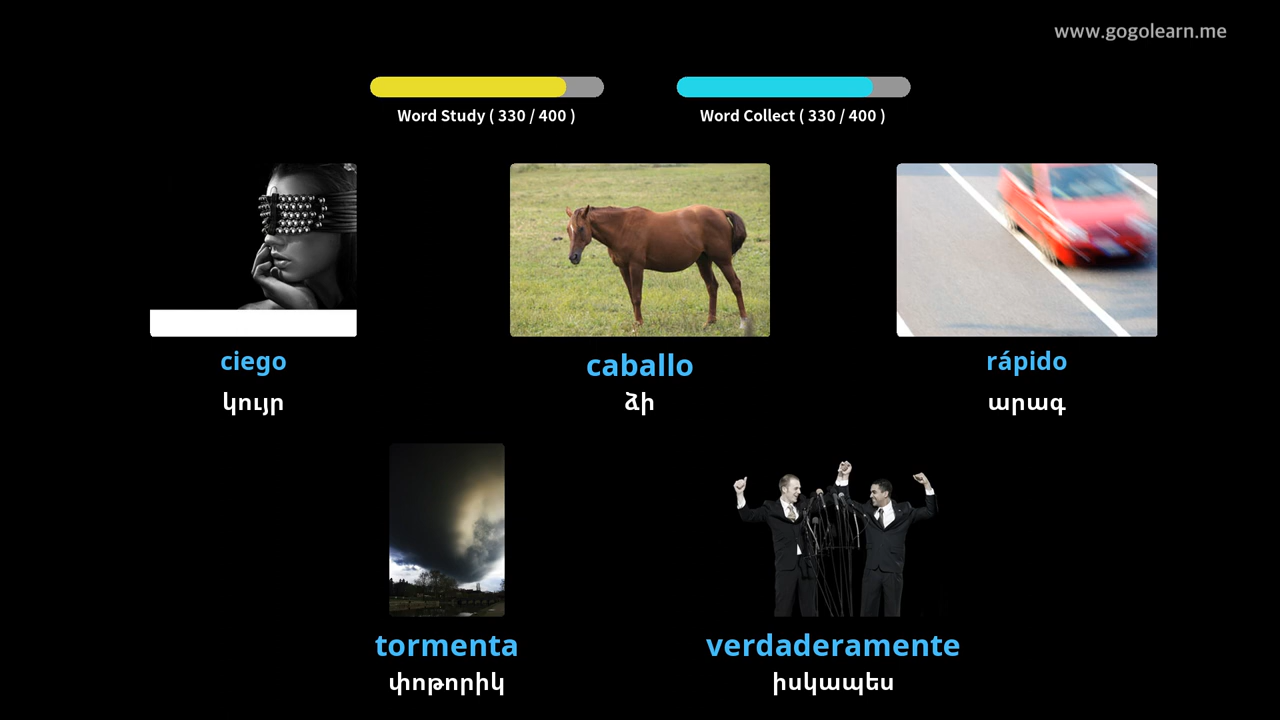 www.gogolearn.me
Word Study ( 330 / 400 )
Word Collect ( 330 / 400 )
ciego
կույր
caballo
ձի
rápido
արագ
tormenta
փոթորիկ
verdaderamente
իսկապես